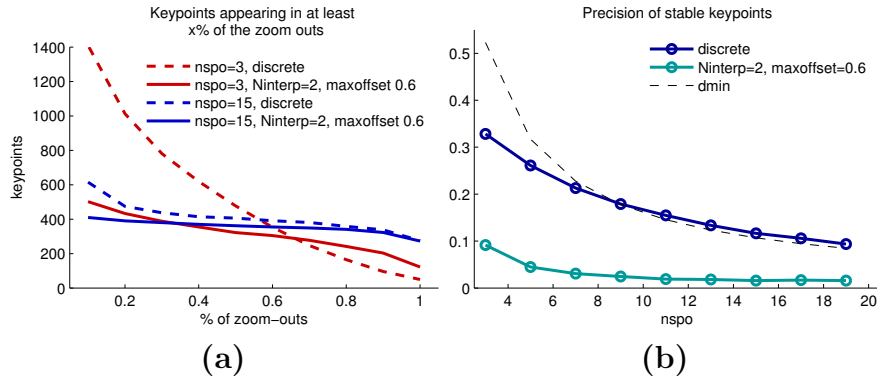 Keypoints appearing in at least
x% of the zoom outs
1400
1200
1000
800
600
400
200
0
keypoints
nspo=3, discrete
nspo=3, Ninterp=2, maxoffset 0.6
nspo=15, discrete
nspo=15, Ninterp=2, maxoffset 0.6
0.2 0.4 0.6 0.8 1
% of zoom-outs
(a)
Precision of stable keypoints
0.5
0.4
0.3
0.2
0.1
0
discrete
Ninterp=2, maxoffset=0.6
dmin
4 6 8 10 12 14 16 18 20
nspo
(b)